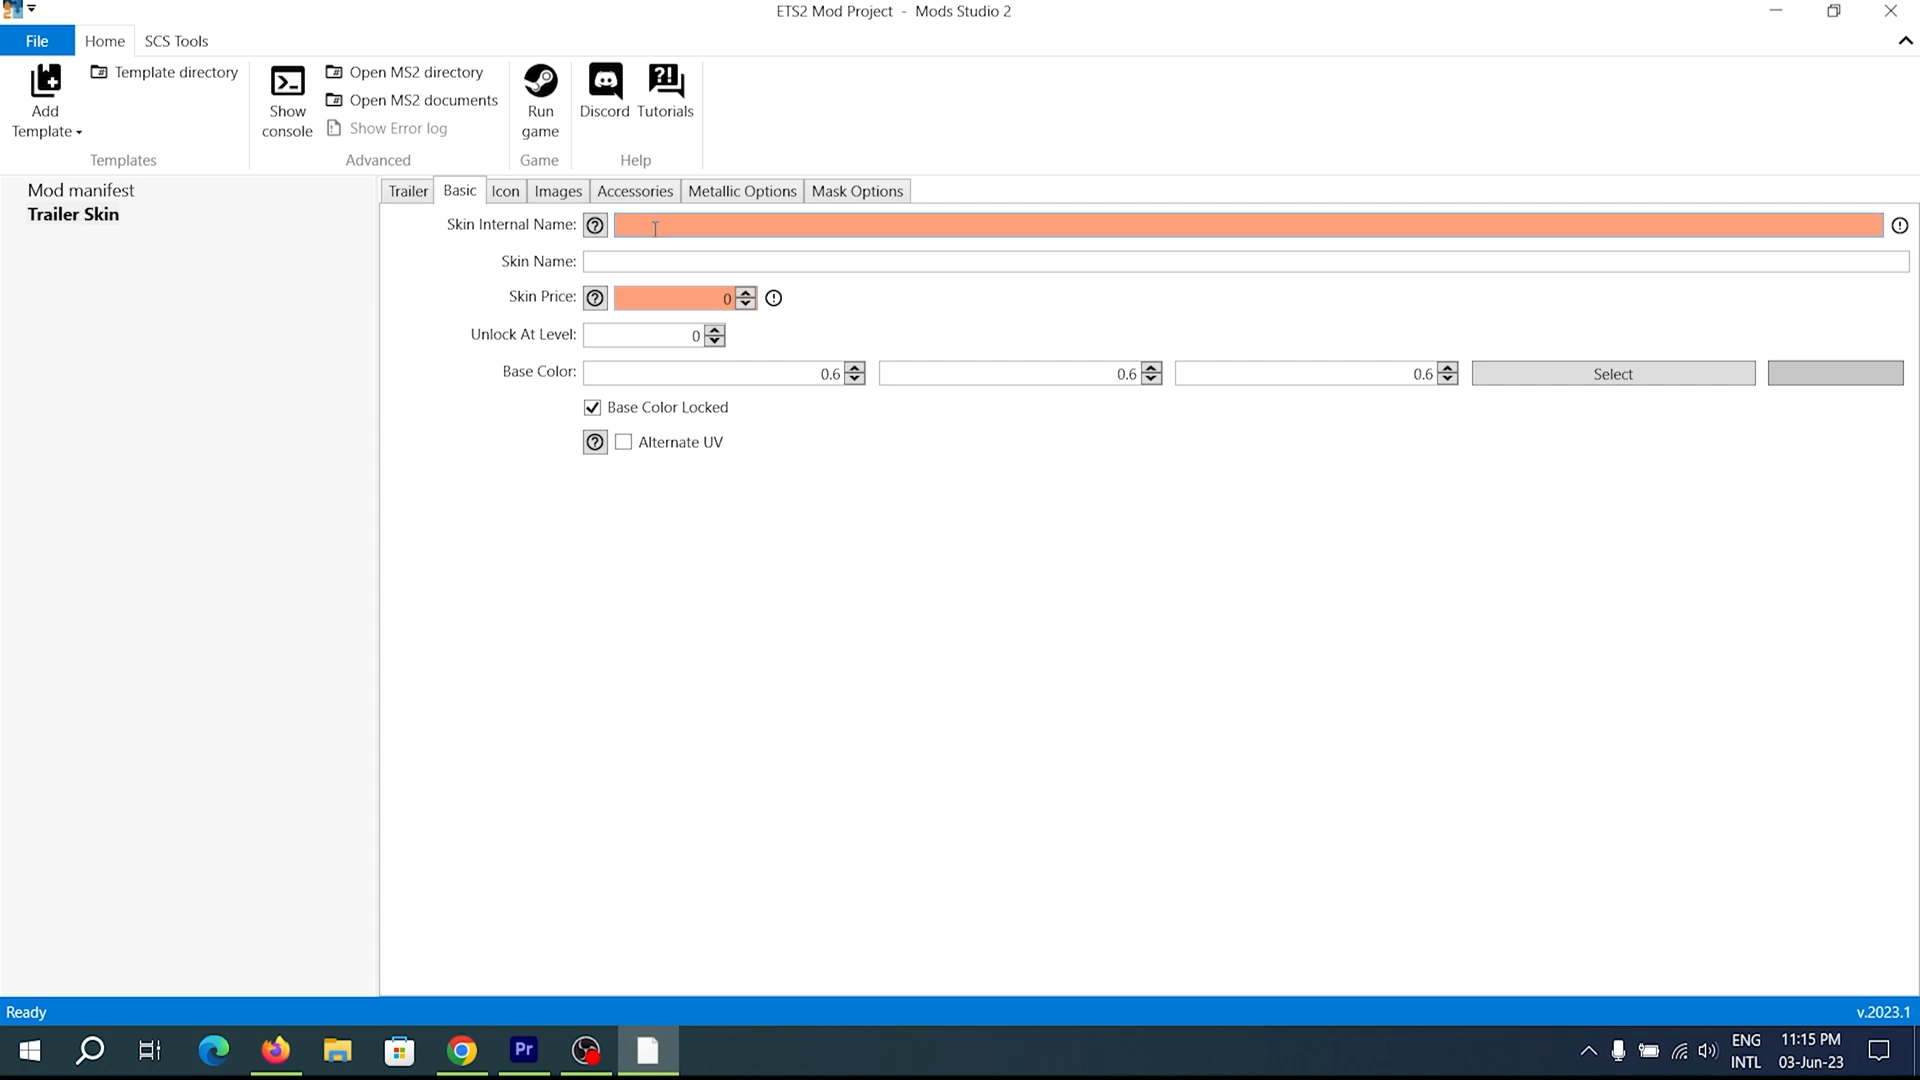 ETS2 Mod Project - Mods Studio 2
File Home SCS Tools
Add Template
Template directory
Templates
Show console
Open MS2 directory
Open MS2 documents
Show Error log
Advanced
Run game
Game
Discord
Tutorials
Help
Mod manifest
Trailer Skin
Trailer Basic Icon Images Accessories Metallic Options Mask Options
Skin Internal Name:
Skin Name:
Skin Price: 0
Unlock At Level: 0
Base Color: 0.6 0.6 0.6 Select
Base Color Locked
Alternate UV
Ready v.2023.1
Pr
ENG 11:15 PM
INTL 03-Jun-23